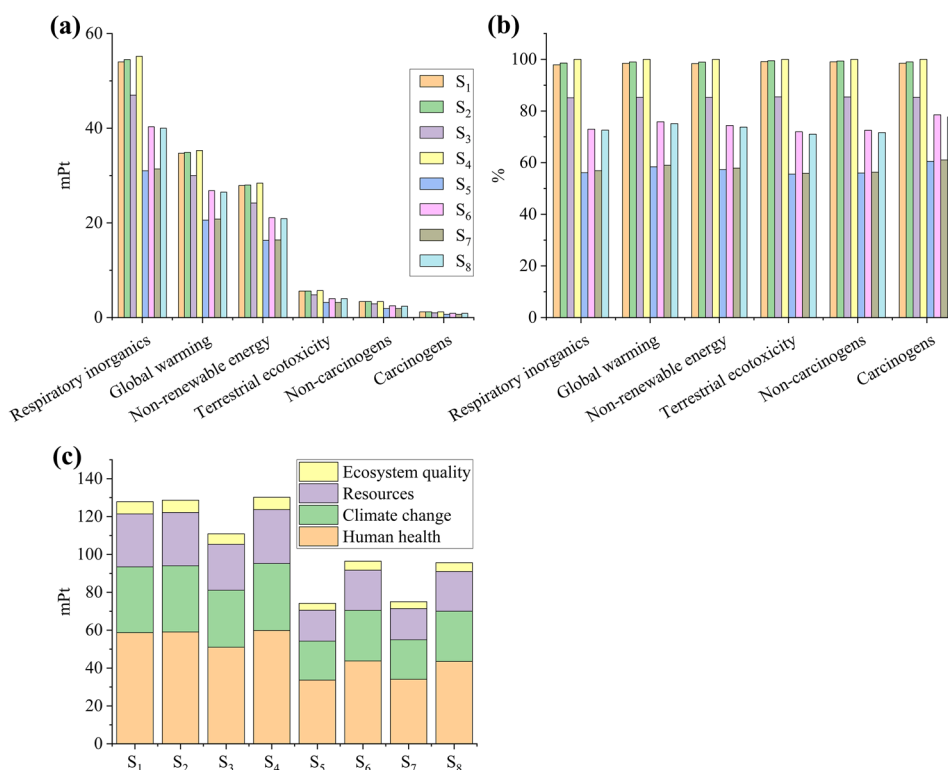 (a)
60
40
20
0
mPt
S1
S2
S3
S4
S5
S6
S7
S8
Respiratory inorganics
Global warming
Non-renewable energy
Terrestrial ecotoxicity
Non-carcinogens
Carcinogens
(b)
100
80
60
40
20
0
%
Respiratory inorganics
Global warming
Non-renewable energy
Terrestrial ecotoxicity
Non-carcinogens
Carcinogens
(c)
140
120
100
80
60
40
20
0
mPt
Ecosystem quality
Resources
Climate change
Human health
S1 S2 S3 S4 S5 S6 S7 S8